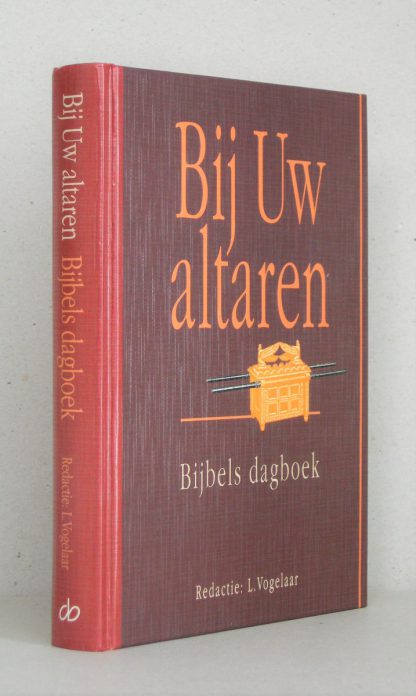 Bij Uw
altaren
Bijbels dagboek
Redactie: L. Vogelaar
Bij Uw altaren Bijbels dagboek Redactie: L. Vogelaar
db